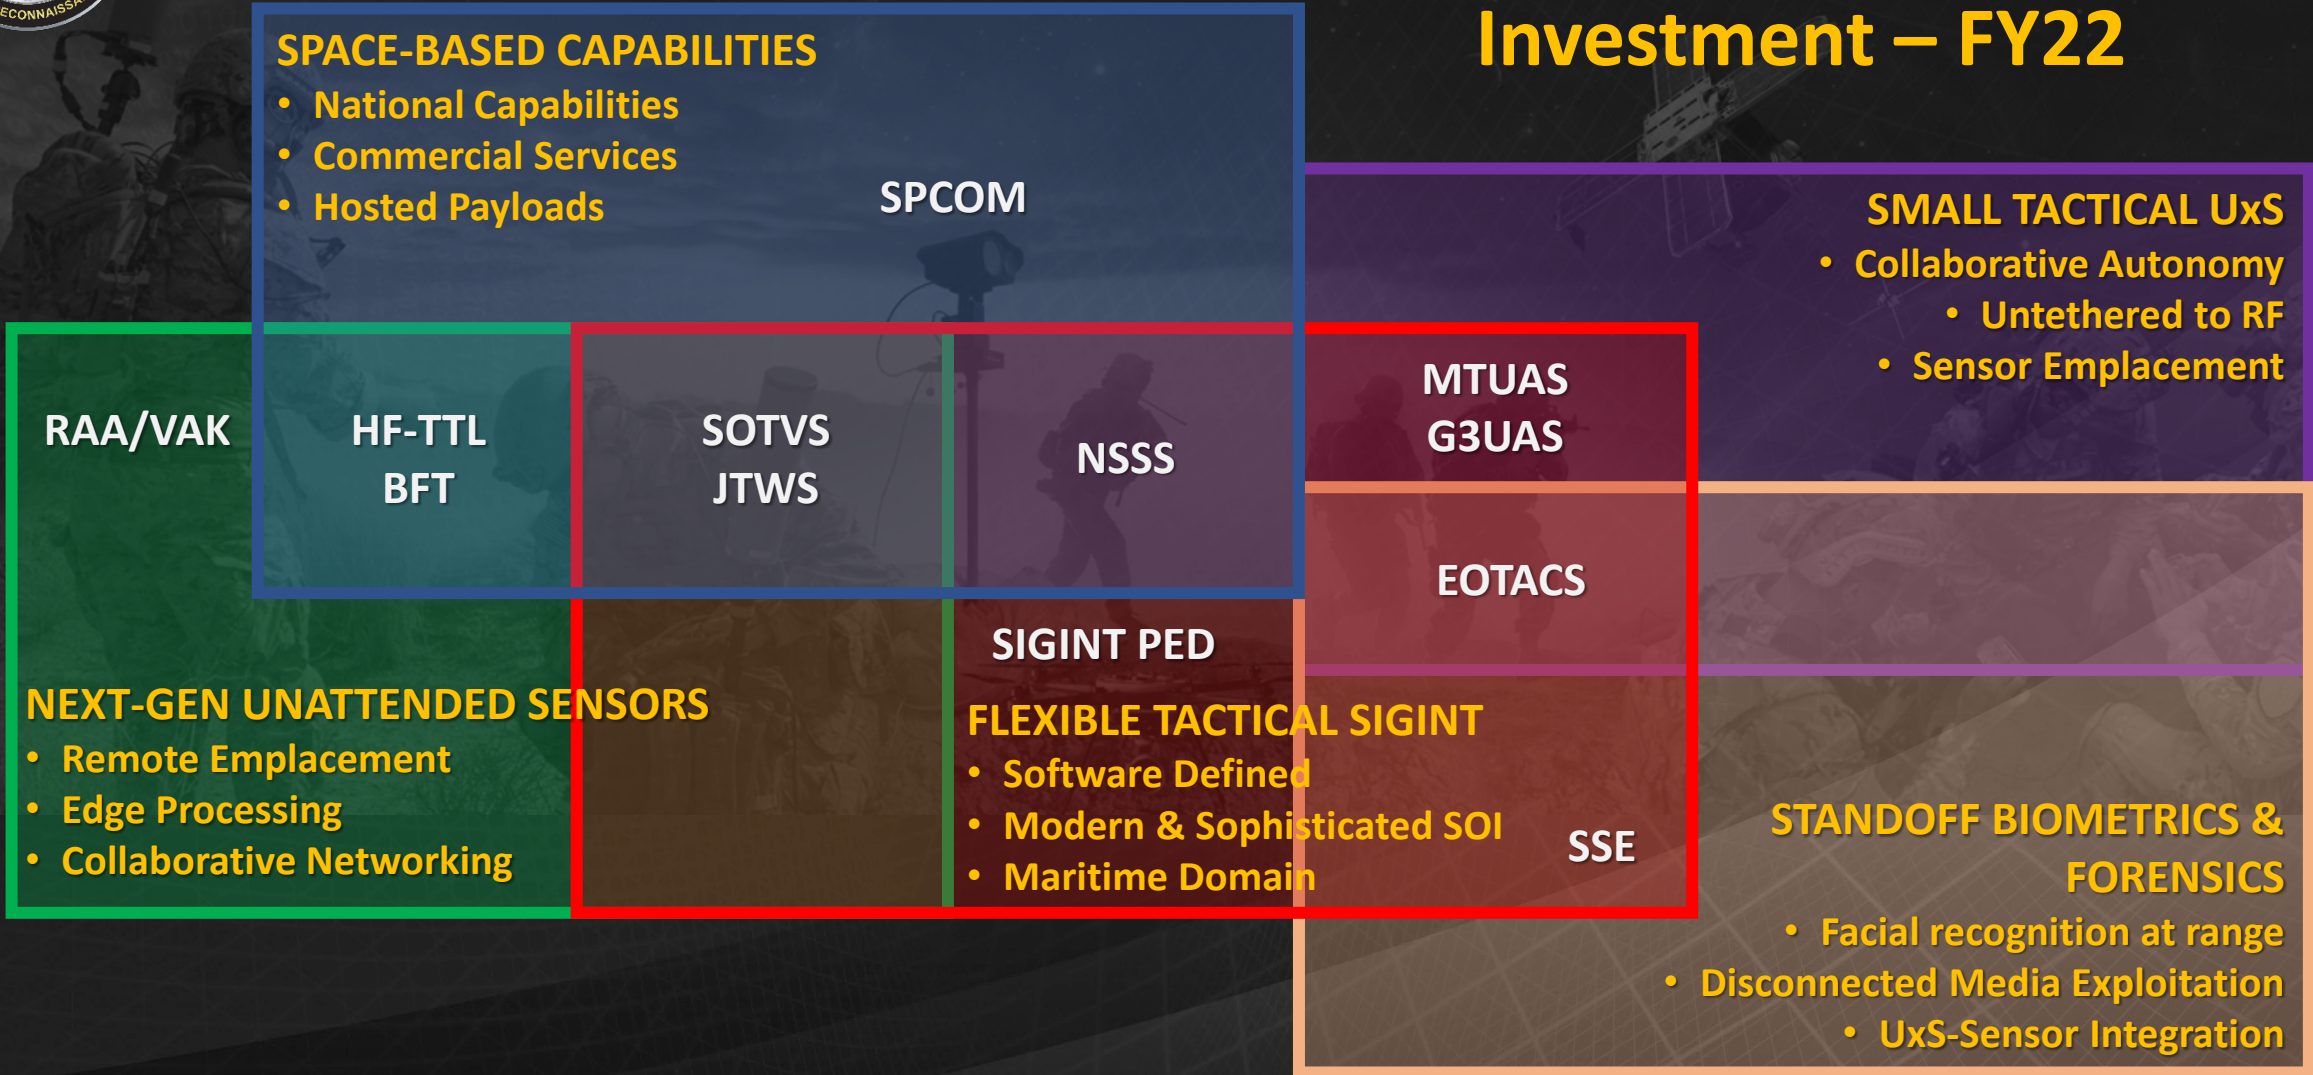 ECONNAISSA
Investment – FY22
SPACE-BASED CAPABILITIES
• National Capabilities
• Commercial Services
• Hosted Payloads
SPCOM
SMALL TACTICAL UxS
• Collaborative Autonomy
• Untethered to RF
• Sensor Emplacement
RAA/VAK
HF-TTL
BFT
SOTVS
JTWS
NSSS
MTUAS
G3UAS
EOTACS
SIGINT PED
NEXT-GEN UNATTENDED SENSORS
• Remote Emplacement
• Edge Processing
• Collaborative Networking
FLEXIBLE TACTICAL SIGINT
• Software Defined
• Modern & Sophisticated SOI
• Maritime Domain
SSE
STANDOFF BIOMETRICS &
FORENSICS
• Facial recognition at range
• Disconnected Media Exploitation
• UxS-Sensor Integration